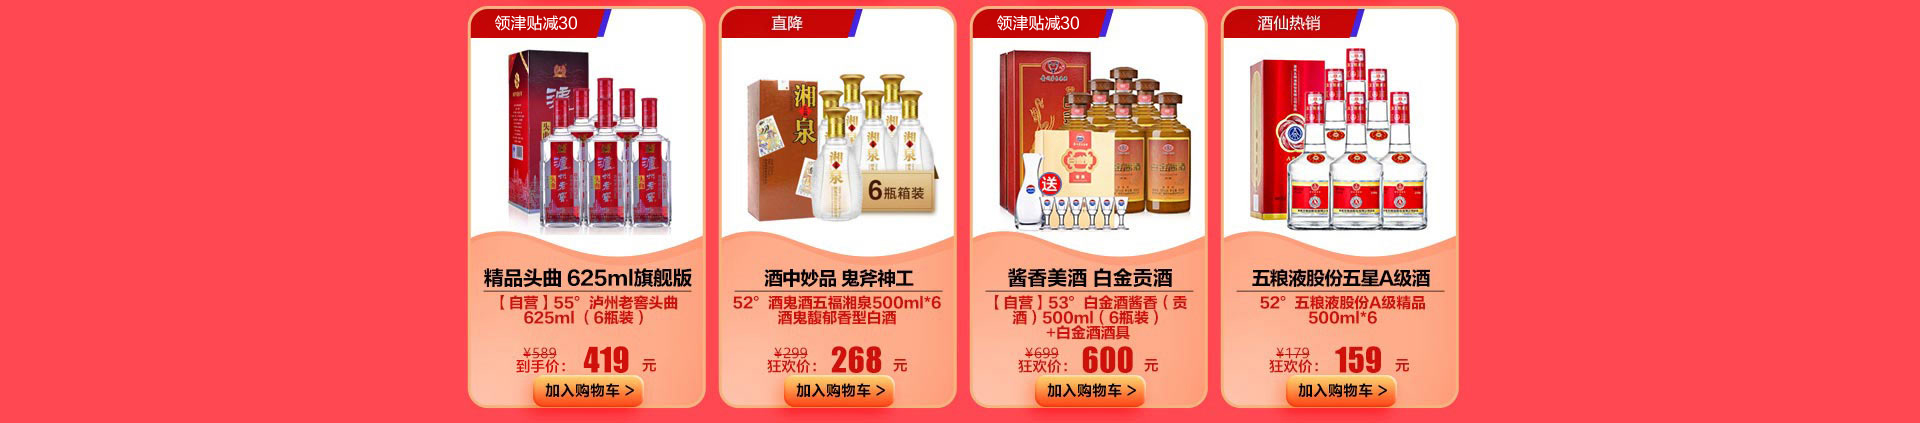 领津贴减30
泸州老窖
精品头曲 625ml旗舰版
【自营】55°泸州老窖头曲
625ml（6瓶装）
¥589
到手价： 419 元
加入购物车 >
直降
湘泉
湘泉
6瓶箱装
酒中妙品 鬼斧神工
52°酒鬼酒五福湘泉500ml*6
酒鬼馥郁香型白酒
¥299
狂欢价： 268 元
加入购物车 >
领津贴减30
送
酱香美酒 白金贡酒
【自营】53°白金酒酱香（贡
酒）500ml（6瓶装）
+白金酒酒具
¥699
狂欢价： 600 元
加入购物车 >
酒仙热销
五粮液股份五星A级酒
52°五粮液股份A级精品
500ml*6
¥179
狂欢价： 159 元
加入购物车 >